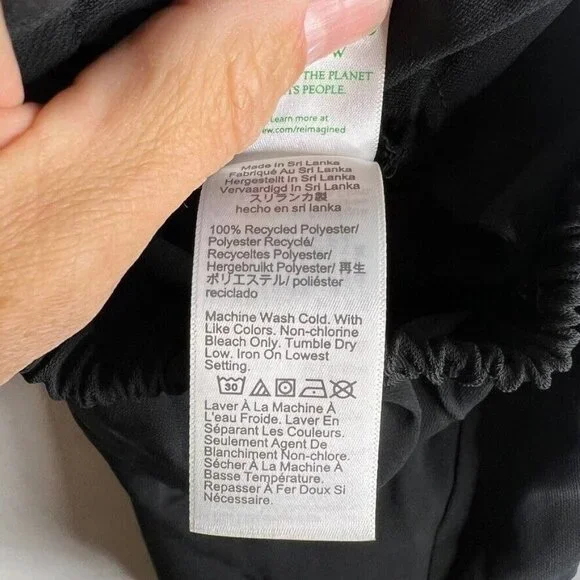 W
THE PLANET
TS PEOPLE.
Learn more at
w.com/reimagined
Made In Sri Lanka
Fabriqué Au Sri Lanka
Hergestellt In Sri Lanka
Vervaardigd In Sri Lanka
スリランカ製
hecho en sri lanka
100% Recycled Polyester/
Polyester Recyclé/
Recyceltes Polyester/
Hergebruikt Polyester/ 再生
ポリエステル/ poliéster
reciclado
Machine Wash Cold. With
Like Colors. Non-chlorine
Bleach Only. Tumble Dry
Low. Iron On Lowest
Setting.
30
Laver À La Machine À
L'eau Froide. Laver En
Séparant Les Couleurs.
Seulement Agent De
Blanchiment Non-chlore.
Sécher À La Machine À
Basse Température.
Repasser À Fer Doux Si
Nécessaire.